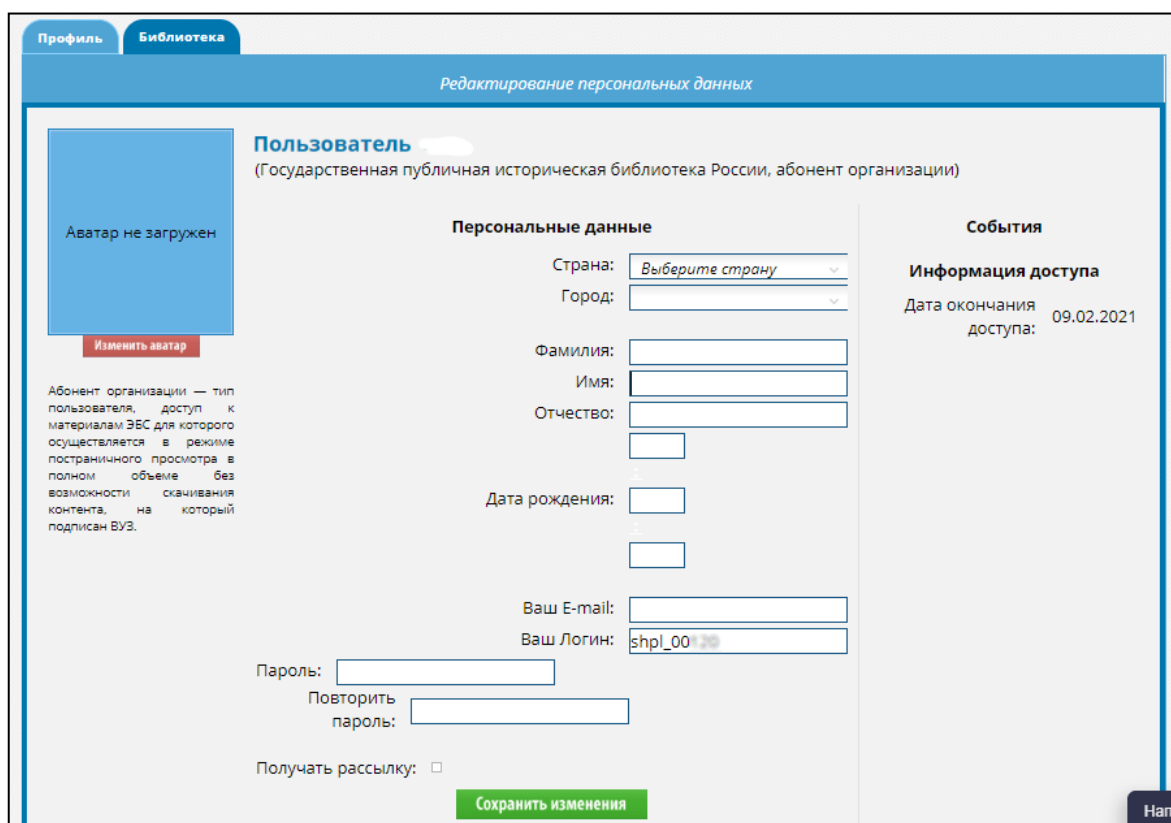 Профиль
Библиотека
Редактирование персональных данных
Пользователь
(Государственная публичная историческая библиотека России, абонент организации)
Аватар не загружен
Изменить аватар
Абонент организации — тип
пользователя, доступ к
материалам ЭБС для которого
осуществляется в режиме
постраничного просмотра в
полном объеме без
возможности скачивания
контента, на который
подписан ВУЗ.
Персональные данные
Страна: Выберите страну
Город:
Фамилия:
Имя:
Отчество:
Дата рождения:
Ваш E-mail:
Ваш Логин: shpl_00
Пароль:
Повторить
пароль:
Получать рассылку:
Сохранить изменения
События
Информация доступа
Дата окончания
доступа: 09.02.2021